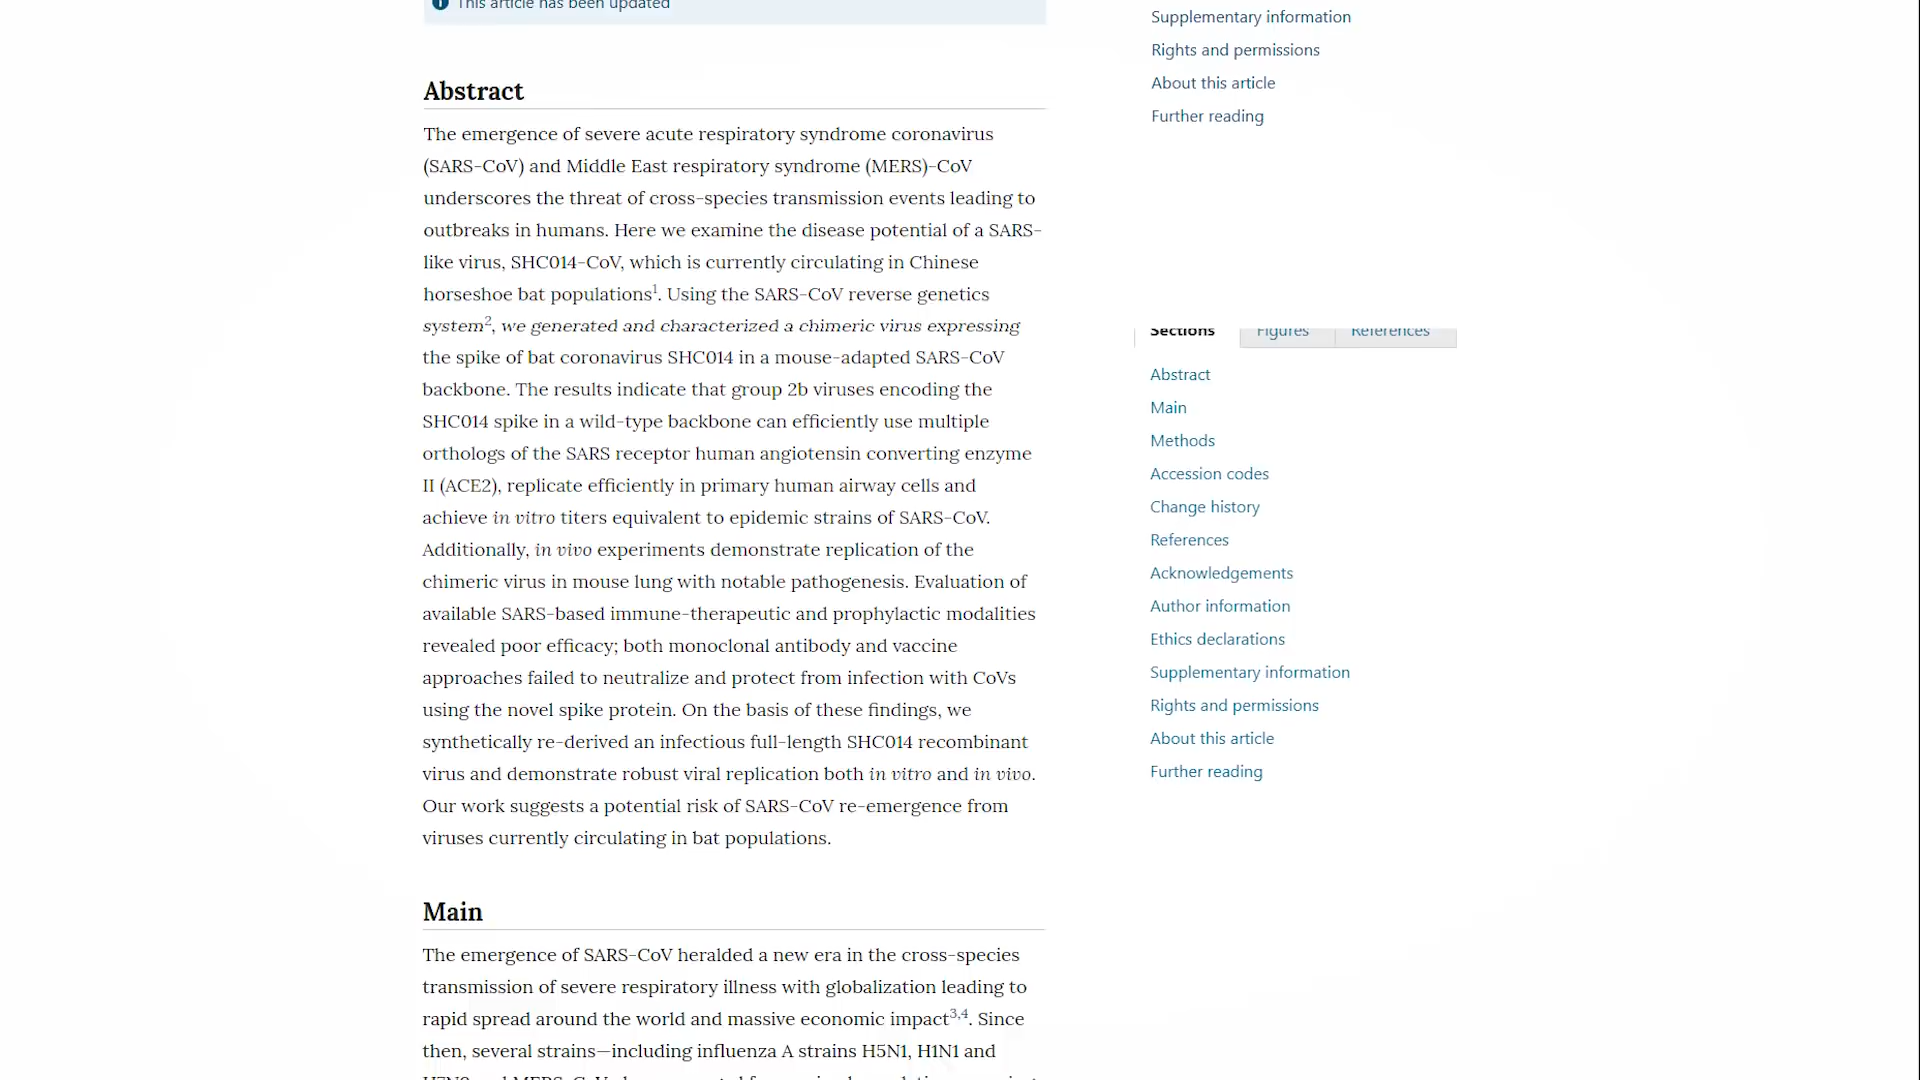 This article has been updated
Abstract
The emergence of severe acute respiratory syndrome coronavirus
(SARS-CoV) and Middle East respiratory syndrome (MERS)-CoV
underscores the threat of cross-species transmission events leading to
outbreaks in humans. Here we examine the disease potential of a SARS-
like virus, SHC014-CoV, which is currently circulating in Chinese
horseshoe bat populations1. Using the SARS-CoV reverse genetics
system2, we generated and characterized a chimeric virus expressing
the spike of bat coronavirus SHC014 in a mouse-adapted SARS-CoV
backbone. The results indicate that group 2b viruses encoding the
SHC014 spike in a wild-type backbone can efficiently use multiple
orthologs of the SARS receptor human angiotensin converting enzyme
II (ACE2), replicate efficiently in primary human airway cells and
achieve in vitro titers equivalent to epidemic strains of SARS-CoV.
Additionally, in vivo experiments demonstrate replication of the
chimeric virus in mouse lung with notable pathogenesis. Evaluation of
available SARS-based immune-therapeutic and prophylactic modalities
revealed poor efficacy; both monoclonal antibody and vaccine
approaches failed to neutralize and protect from infection with CoVs
using the novel spike protein. On the basis of these findings, we
synthetically re-derived an infectious full-length SHC014 recombinant
virus and demonstrate robust viral replication both in vitro and in vivo.
Our work suggests a potential risk of SARS-CoV re-emergence from
viruses currently circulating in bat populations.
Main
The emergence of SARS-CoV heralded a new era in the cross-species
transmission of severe respiratory illness with globalization leading to
rapid spread around the world and massive economic impact3,4. Since
then, several strains—including influenza A strains H5N1, H1N1 and
Supplementary information
Rights and permissions
About this article
Further reading
Sections
Figures
References
Abstract
Main
Methods
Accession codes
Change history
References
Acknowledgements
Author information
Ethics declarations
Supplementary information
Rights and permissions
About this article
Further reading